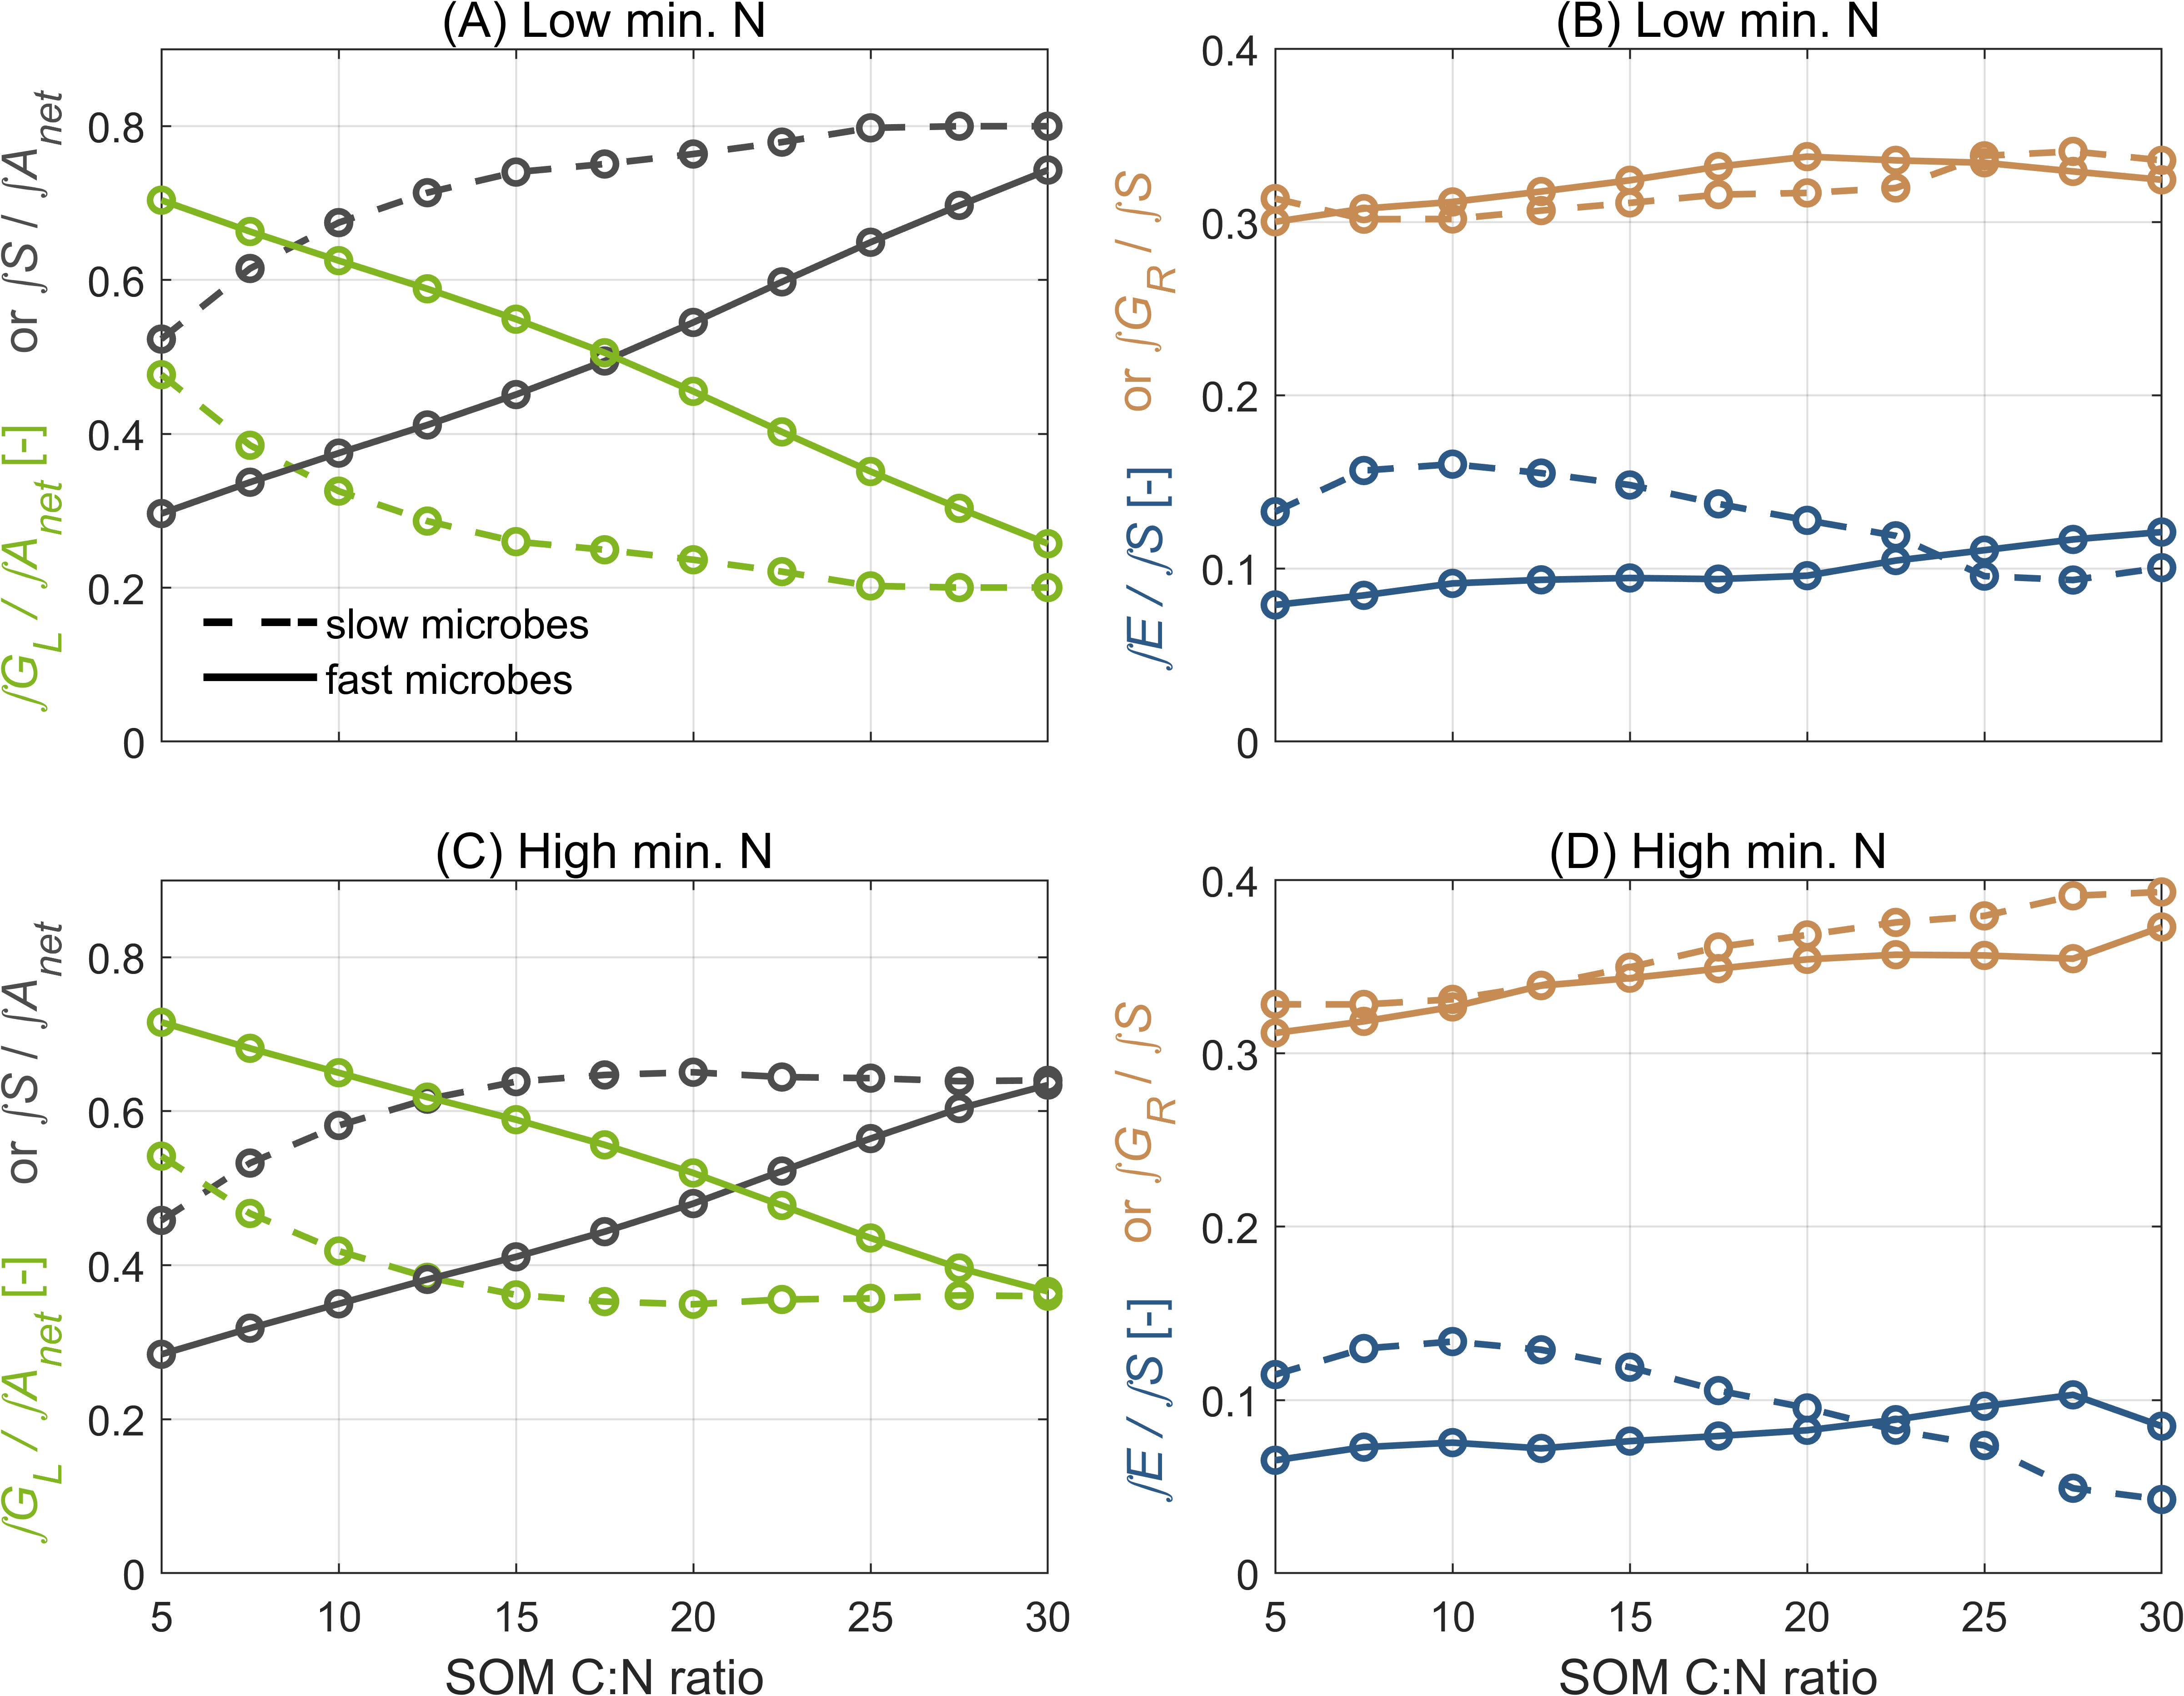 (A) Low min. N
∫G_L / ∫A_net [-] or ∫S / ∫A_net
0.8
0.6
0.4
0.2
0
slow microbes
fast microbes
(B) Low min. N
∫E / ∫S [-] or ∫G_R / ∫S
0.4
0.3
0.2
0.1
0
(C) High min. N
∫G_L / ∫A_net [-] or ∫S / ∫A_net
0.8
0.6
0.4
0.2
0
5 10 15 20 25 30
SOM C:N ratio
(D) High min. N
∫E / ∫S [-] or ∫G_R / ∫S
0.4
0.3
0.2
0.1
0
5 10 15 20 25 30
SOM C:N ratio